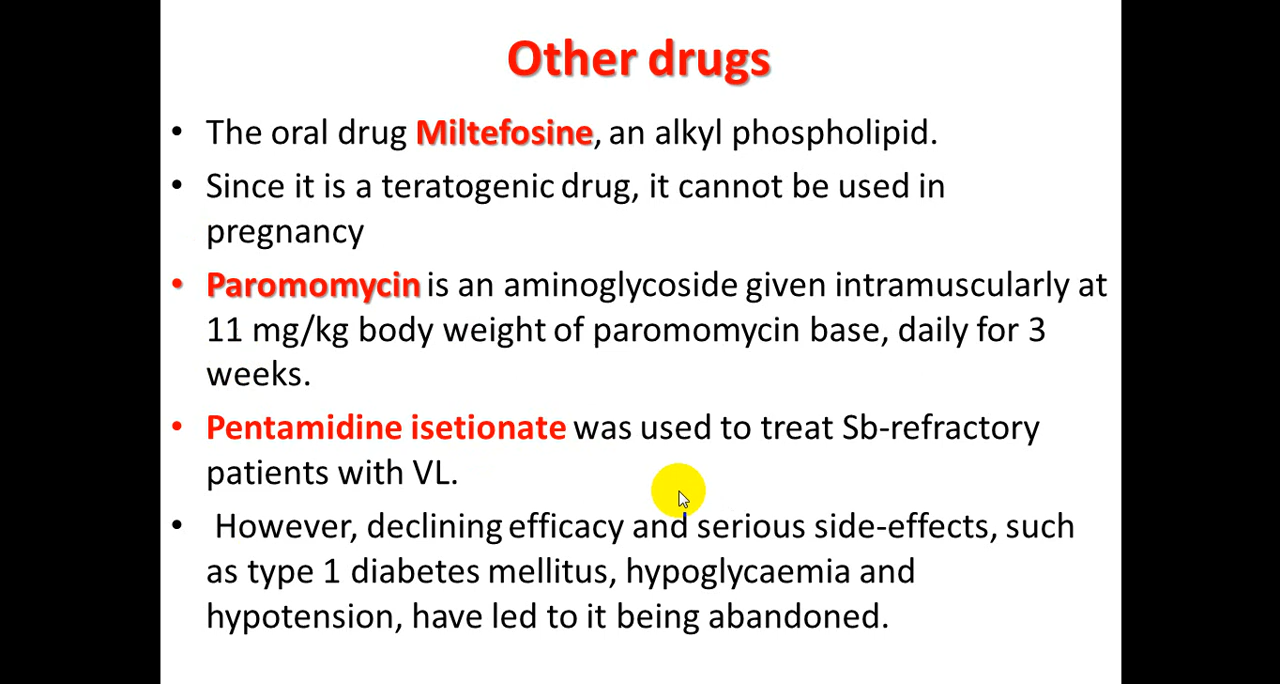 Other drugs
• The oral drug Miltefosine, an alkyl phospholipid.
• Since it is a teratogenic drug, it cannot be used in
pregnancy
• Paromomycin is an aminoglycoside given intramuscularly at
11 mg/kg body weight of paromomycin base, daily for 3
weeks.
• Pentamidine isetionate was used to treat Sb-refractory
patients with VL.
• However, declining efficacy and serious side-effects, such
as type 1 diabetes mellitus, hypoglycaemia and
hypotension, have led to it being abandoned.